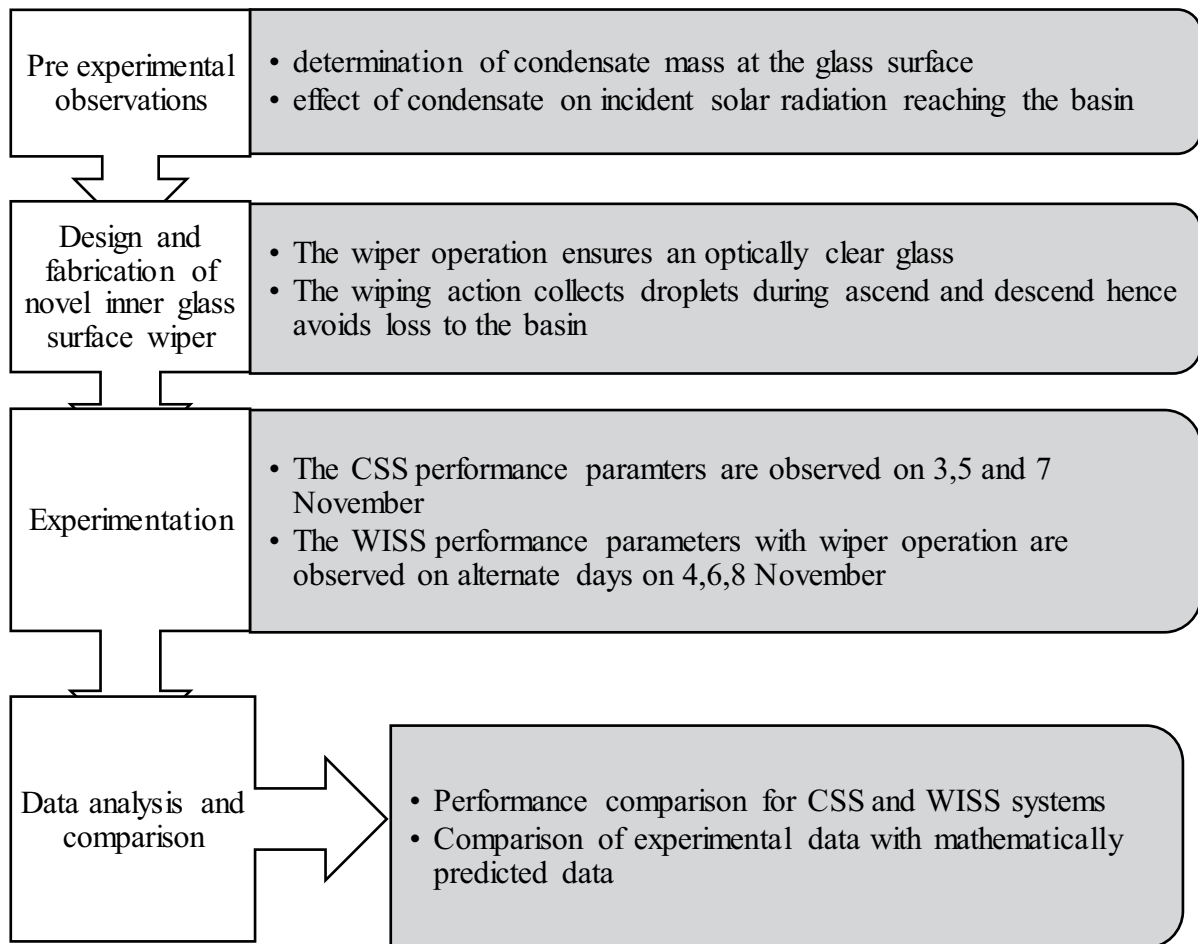 Pre experimental
observations
• determination of condensate mass at the glass surface
• effect of condensate on incident solar radiation reaching the basin
Design and
fabrication of
novel inner glass
surface wiper
• The wiper operation ensures an optically clear glass
• The wiping action collects droplets during ascend and descend hence
avoids loss to the basin
Experimentation
• The CSS performance paramters are observed on 3,5 and 7
November
• The WISS performance parameters with wiper operation are
observed on alternate days on 4,6,8 November
Data analysis and
comparison
• Performance comparison for CSS and WISS systems
• Comparison of experimental data with mathematically
predicted data